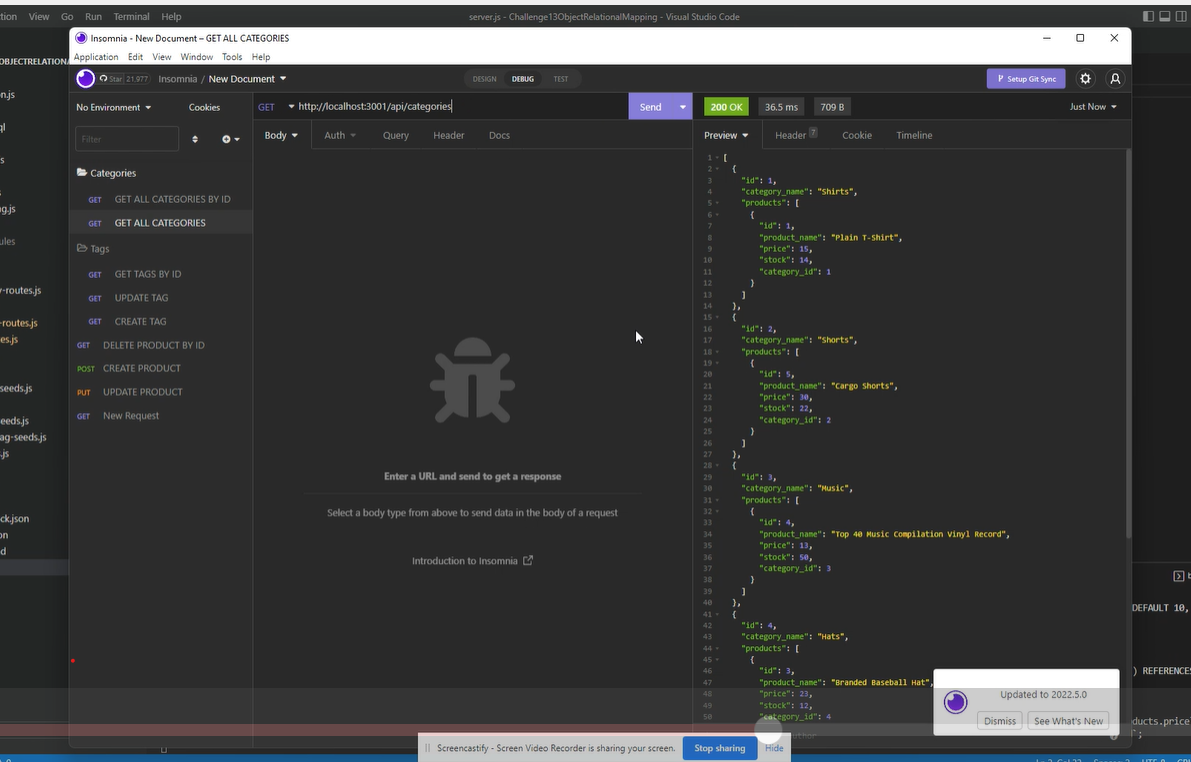 tion View Go Run Terminal Help
server.js - Challenge13ObjectRelationalMapping - Visual Studio Code
Insomnia - New Document – GET ALL CATEGORIES
Application Edit View Window Tools Help
Star 21,977 Insomnia / New Document
DESIGN DEBUG TEST
Setup Git Sync
No Environment Cookies
GET http://localhost:3001/api/categories Send
200 OK 36.5 ms 709 B Just Now
Filter
Body Auth Query Header Docs
Preview Header 7 Cookie Timeline
Categories
GET GET ALL CATEGORIES BY ID
GET GET ALL CATEGORIES
Tags
GET GET TAGS BY ID
GET UPDATE TAG
GET CREATE TAG
GET DELETE PRODUCT BY ID
POST CREATE PRODUCT
PUT UPDATE PRODUCT
GET New Request
Enter a URL and send to get a response
Select a body type from above to send data in the body of a request
Introduction to Insomnia
1 [
2 {
3 "id": 1,
4 "category_name": "Shirts",
5 "products": [
6 {
7 "id": 1,
8 "product_name": "Plain T-Shirt",
9 "price": 15,
10 "stock": 14,
11 "category_id": 1
12 }
13 ]
14 },
15 {
16 "id": 2,
17 "category_name": "Shorts",
18 "products": [
19 {
20 "id": 5,
21 "product_name": "Cargo Shorts",
22 "price": 30,
23 "stock": 22,
24 "category_id": 2
25 }
26 ]
27 },
28 {
29 "id": 3,
30 "category_name": "Music",
31 "products": [
32 {
33 "id": 4,
34 "product_name": "Top 40 Music Compilation Vinyl Record",
35 "price": 13,
36 "stock": 50,
37 "category_id": 3
38 }
39 ]
40 },
41 {
42 "id": 4,
43 "category_name": "Hats",
44 "products": [
45 {
46 "id": 3,
47 "product_name": "Branded Baseball Hat",
48 "price": 23,
49 "stock": 12,
50 "category_id": 4
Updated to 2022.5.0
Dismiss See What's New
OBJECTRELATION
n.js
ql
s
g.js
ules
-routes.js
-routes.js
es.js
seeds.js
eeds.js
ag-seeds.js
.js
ck.json
on
d
DEFAULT 10,
) REFERENCES
ducts.price
Screencastify - Screen Video Recorder is sharing your screen. Stop sharing Hide